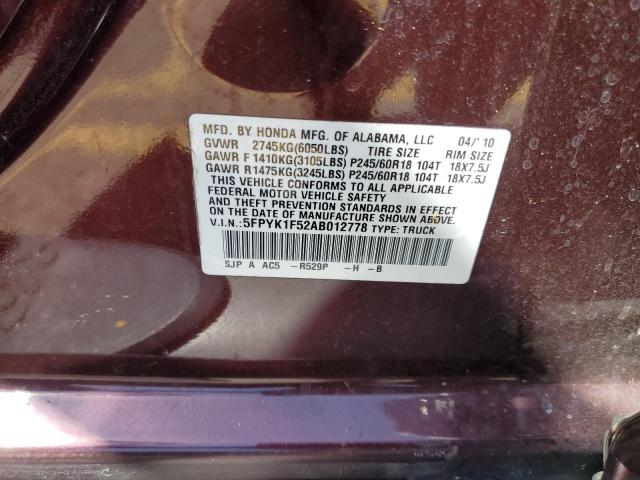 MFD. BY HONDA MFG. OF ALABAMA, LLC 04/'10
GVWR 2745KG(6050LBS) TIRE SIZE RIM SIZE
GAWR F 1410KG(3105LBS) P245/60R18 104T 18X7.5J
GAWR R1475KG(3245LBS) P245/60R18 104T 18X7.5J
THIS VEHICLE CONFORMS TO ALL APPLICABLE
FEDERAL MOTOR VEHICLE SAFETY
AND THEFT PREVENTION STANDARDS IN EFFECT
ON THE DATE OF MANUFACTURE SHOWN ABOVE.
V.I.N.:5FPYK1F52AB012778 TYPE: TRUCK
SJP A AC5 -R529P -H -B